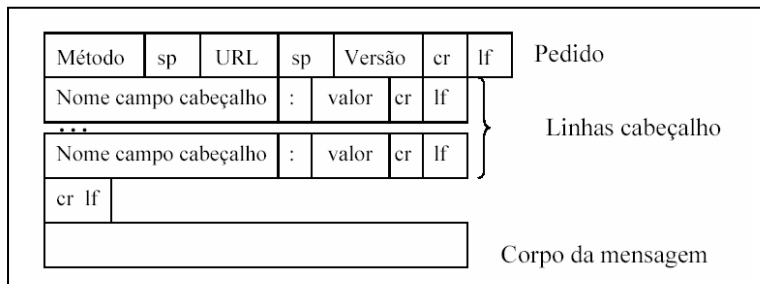 Método sp URL sp Versão cr lf Pedido
Nome campo cabeçalho : valor cr lf
...
Linhas cabeçalho
Nome campo cabeçalho : valor cr lf
cr lf
Corpo da mensagem